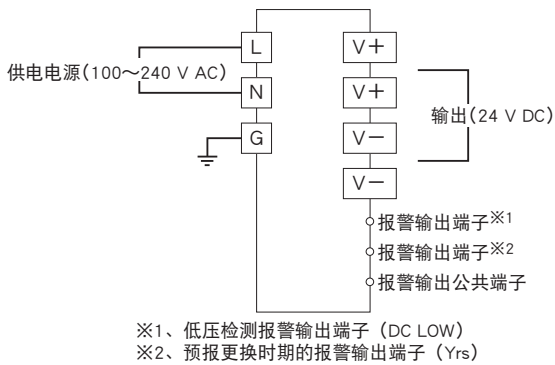 L V+
供电电源(100～240 V AC)
N V+
输出(24 V DC)
G V−
V−
报警输出端子※1
报警输出端子※2
报警输出公共端子
※1、低压检测报警输出端子（DC LOW）
※2、预报更换时期的报警输出端子（Yrs）